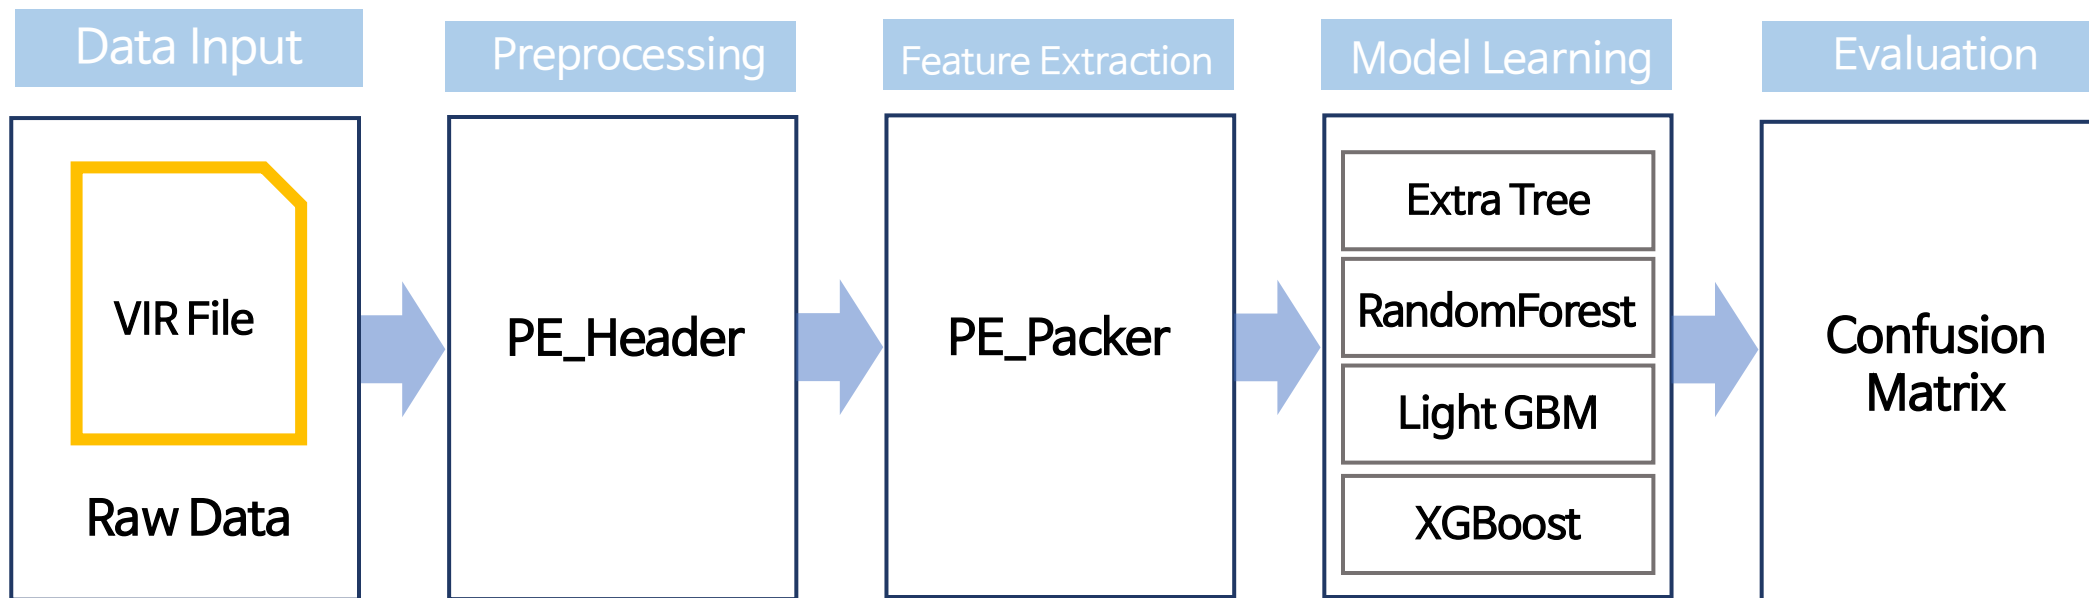 Data Input
Preprocessing
Feature Extraction
Model Learning
Evaluation
VIR File
Raw Data
PE_Header
PE_Packer
Extra Tree
RandomForest
Light GBM
XGBoost
Confusion
Matrix